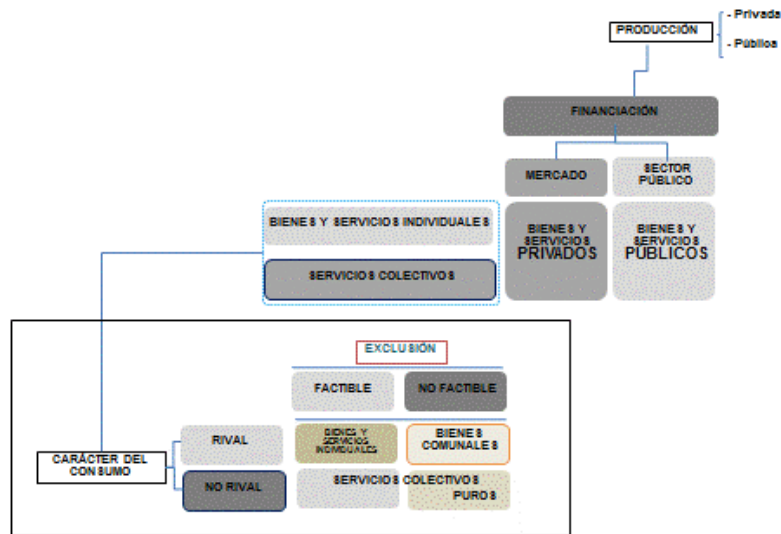 PRODUCCIÓN
- Privada
- Pública
FINANCIACIÓN
MERCADO
SECTOR
PÚBLICO
BIENES Y SERVICIOS INDIVIDUALES
SERVICIOS COLECTIVOS
BIENES Y
SERVICIOS
PRIVADOS
BIENES Y
SERVICIOS
PÚBLICOS
EXCLUSIÓN
FACTIBLE
NO FACTIBLE
CARÁCTER DEL
CONSUMO
RIVAL
BIENES Y
SERVICIOS
INDIVIDUALES
BIENES
COMUNALES
NO RIVAL
SERVICIOS COLECTIVOS
PUROS